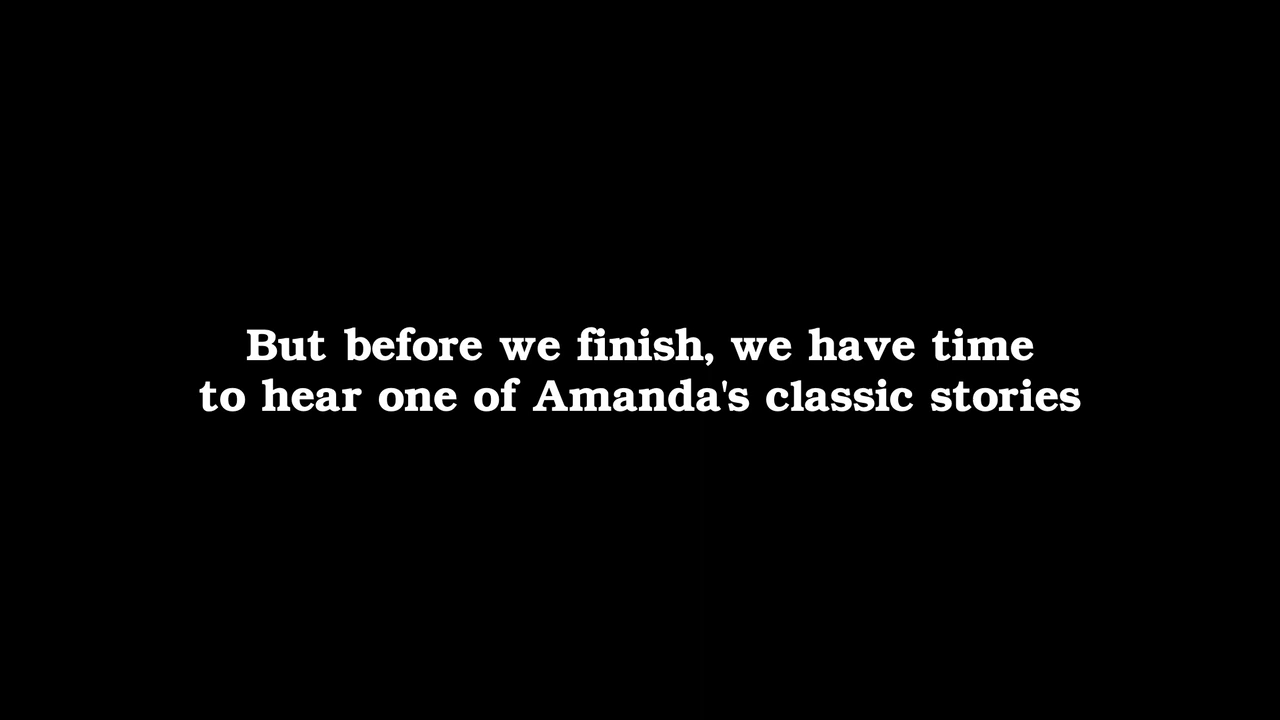 But before we finish, we have time
to hear one of Amanda's classic stories